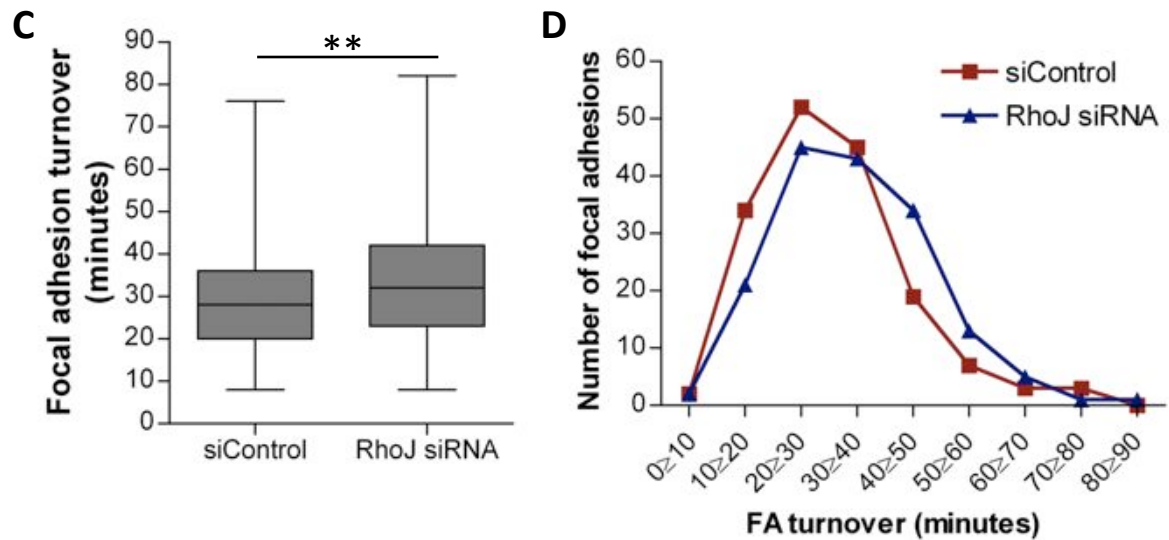 C
**
Focal adhesion turnover
(minutes)
90
80
70
60
50
40
30
20
10
0
siControl
RhoJ siRNA
D
siControl
RhoJ siRNA
Number of focal adhesions
60
50
40
30
20
10
0
0≥10
10≥20
20≥30
30≥40
40≥50
50≥60
60≥70
70≥80
80≥90
FA turnover (minutes)